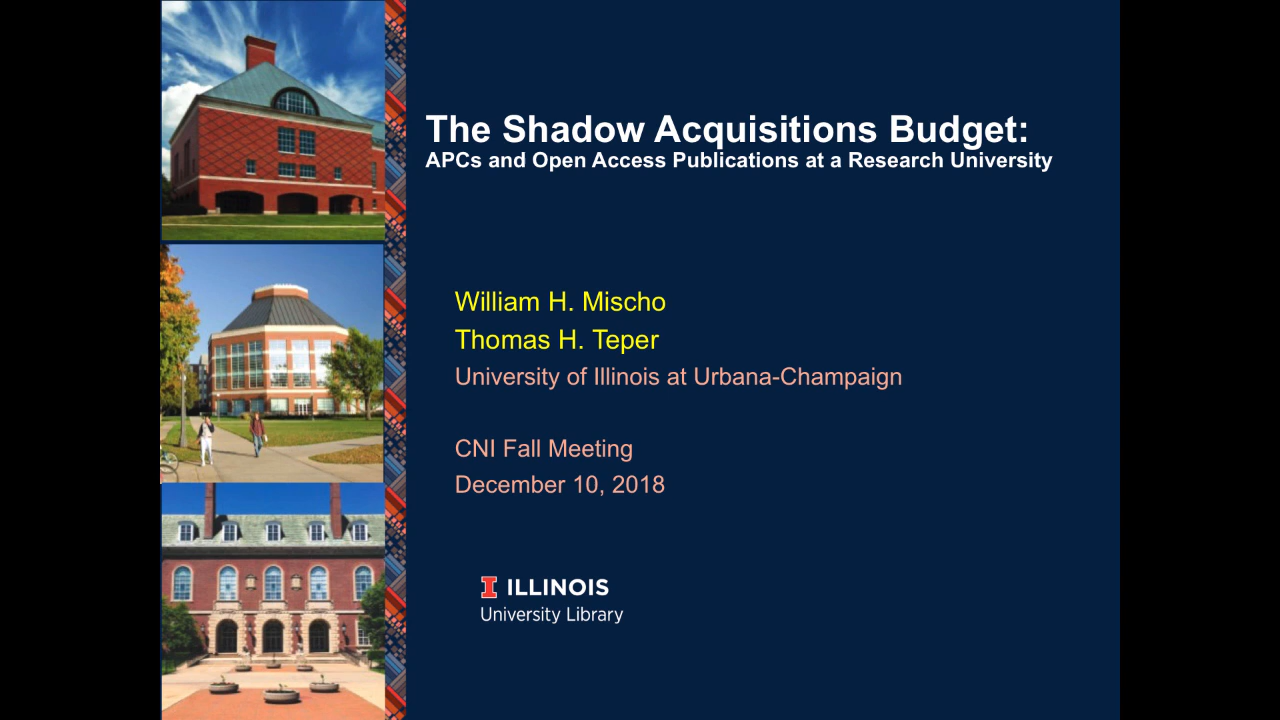 The Shadow Acquisitions Budget:
APCs and Open Access Publications at a Research University
William H. Mischo
Thomas H. Teper
University of Illinois at Urbana-Champaign
CNI Fall Meeting
December 10, 2018
I ILLINOIS
University Library